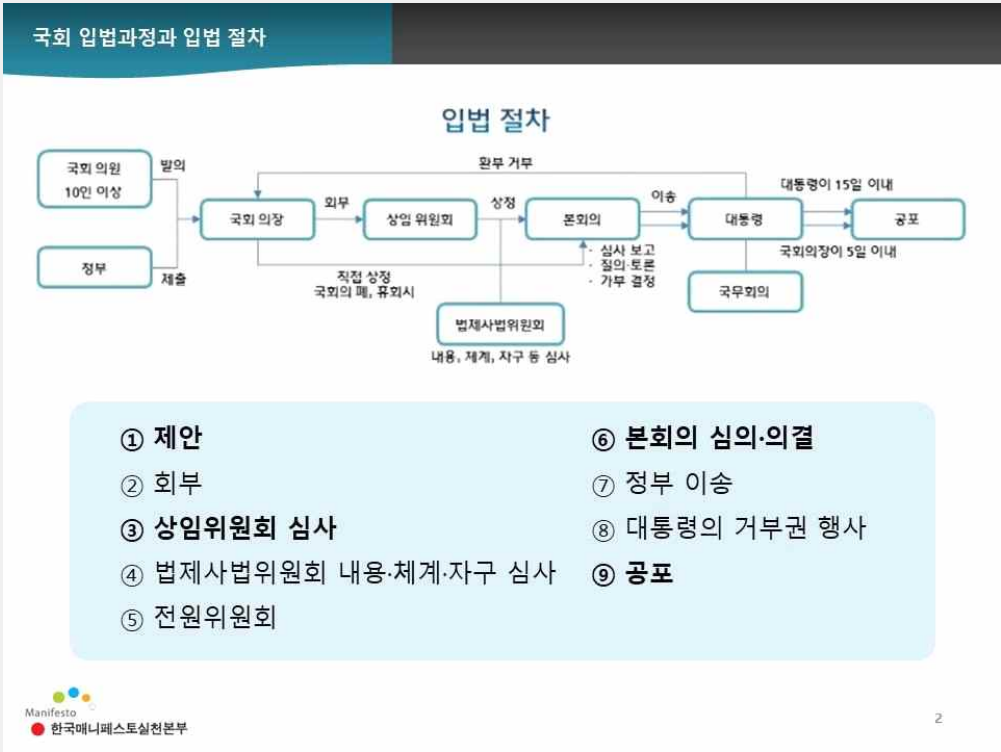 국회 입법과정과 입법 절차
입법 절차
환부 거부
국회 의원
10인 이상
발의
정부
제출
국회 의장
회부
상임 위원회
상정
본회의
이송
대통령
대통령이 15일 이내
공포
국회의장이 5일 이내
· 심사 보고
· 질의·토론
· 가부 결정
직접 상정
국회의 폐, 휴회시
국무회의
법제사법위원회
내용, 체계, 자구 등 심사
① 제안
② 회부
③ 상임위원회 심사
④ 법제사법위원회 내용·체계·자구 심사
⑤ 전원위원회
⑥ 본회의 심의·의결
⑦ 정부 이송
⑧ 대통령의 거부권 행사
⑨ 공포
Manifesto
한국매니페스토실천본부
2